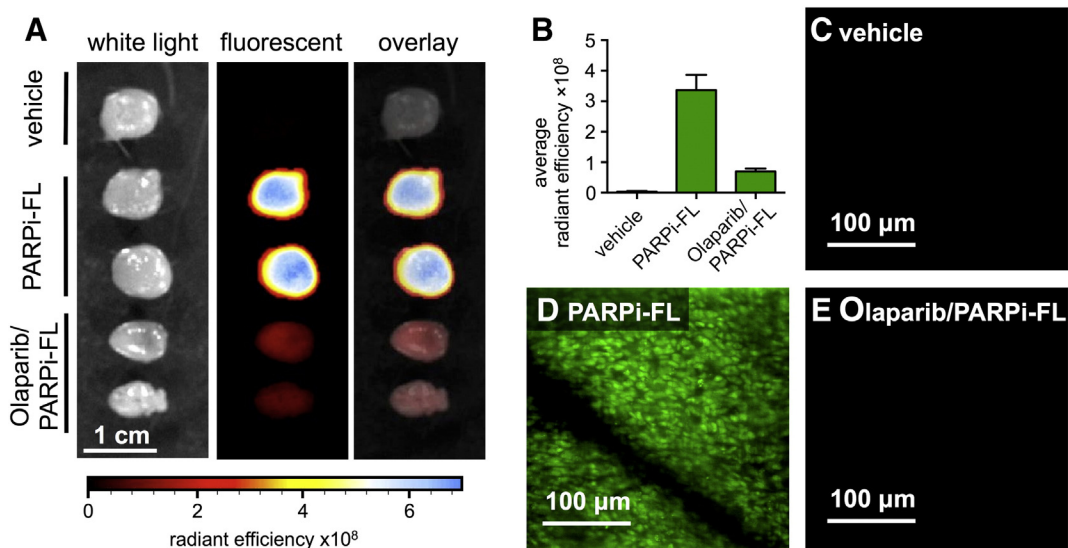 A
white light fluorescent overlay
vehicle
PARPi-FL
Olaparib/
PARPi-FL
1 cm
0 2 4 6
radiant efficiency x10⁸
B
average
radiant efficiency ×10⁸
5
4
3
2
1
0
vehicle
PARPi-FL
Olaparib/
PARPi-FL
C vehicle
100 µm
D PARPi-FL
100 µm
E Olaparib/PARPi-FL
100 µm